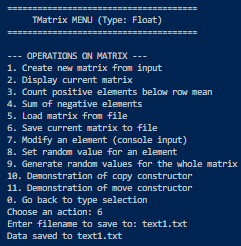 =====================================
TMatrix MENU (Type: Float)
=====================================
--- OPERATIONS ON MATRIX ---
1. Create new matrix from input
2. Display current matrix
3. Count positive elements below row mean
4. Sum of negative elements
5. Load matrix from file
6. Save current matrix to file
7. Modify an element (console input)
8. Set random value for an element
9. Generate random values for the whole matrix
10. Demonstration of copy constructor
11. Demonstration of move constructor
0. Go back to type selection
Choose an action: 6
Enter filename to save to: text1.txt
Data saved to text1.txt